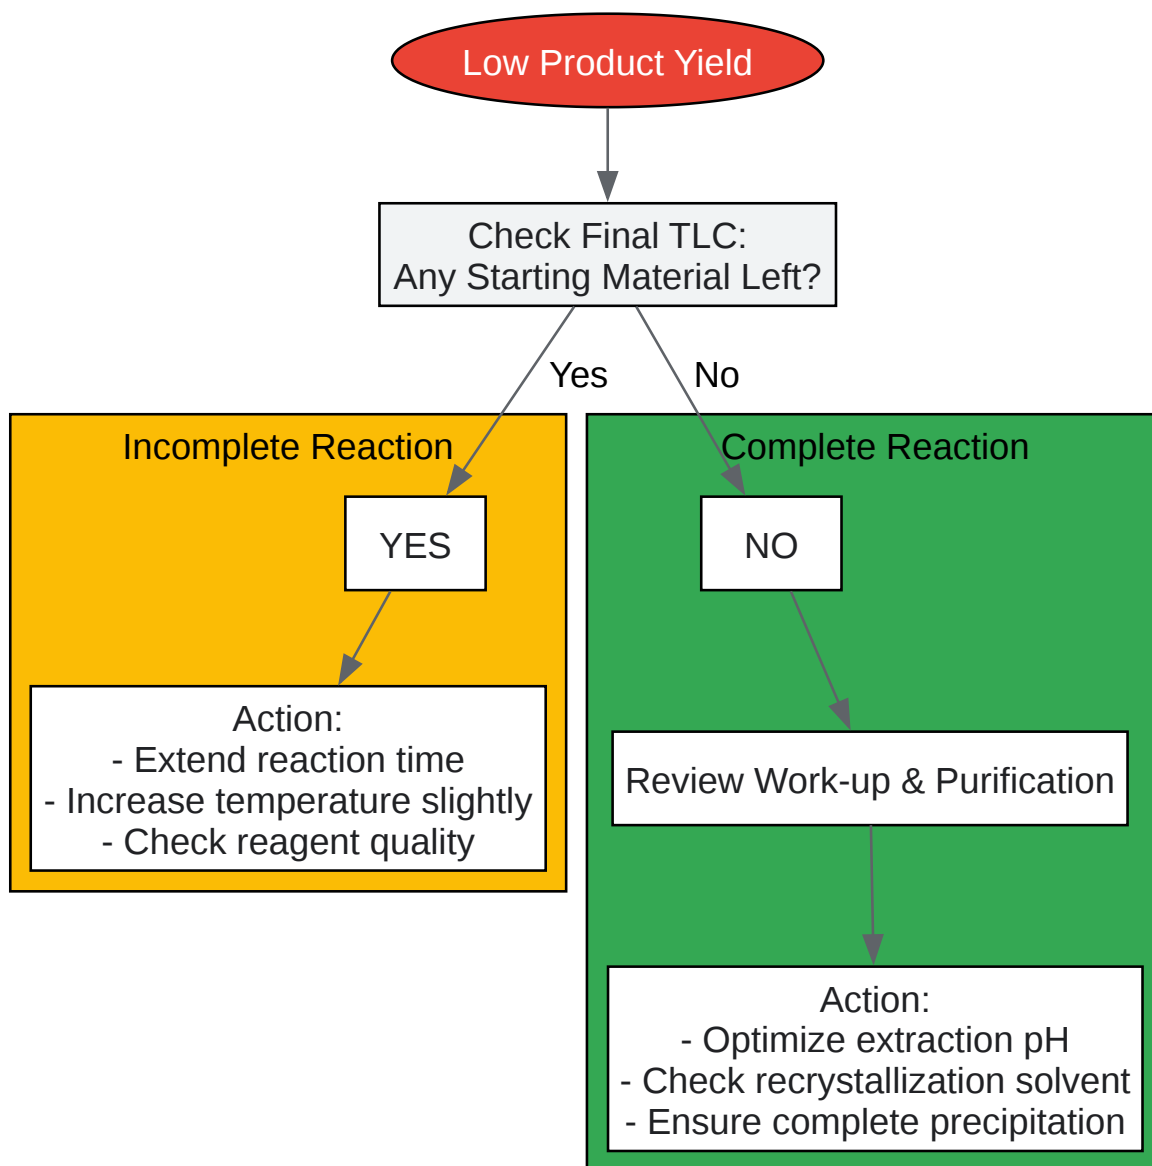 Low Product Yield
Check Final TLC:
Any Starting Material Left?
Yes
No
Incomplete Reaction
YES
Action:
- Extend reaction time
- Increase temperature slightly
- Check reagent quality
Complete Reaction
NO
Review Work-up & Purification
Action:
- Optimize extraction pH
- Check recrystallization solvent
- Ensure complete precipitation